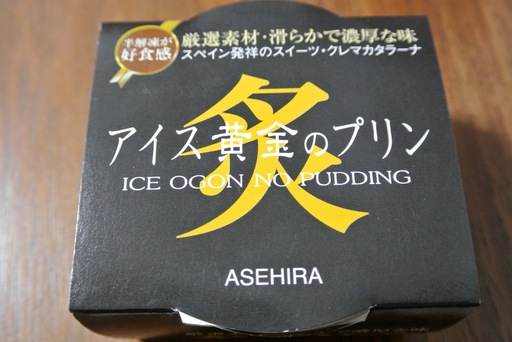 半解凍が
好食感
厳選素材・滑らかで濃厚な味
スペイン発祥のスイーツ・クレマカタラーナ
炙
アイス黄金のプリン
ICE OGON NO PUDDING
ASEHIRA